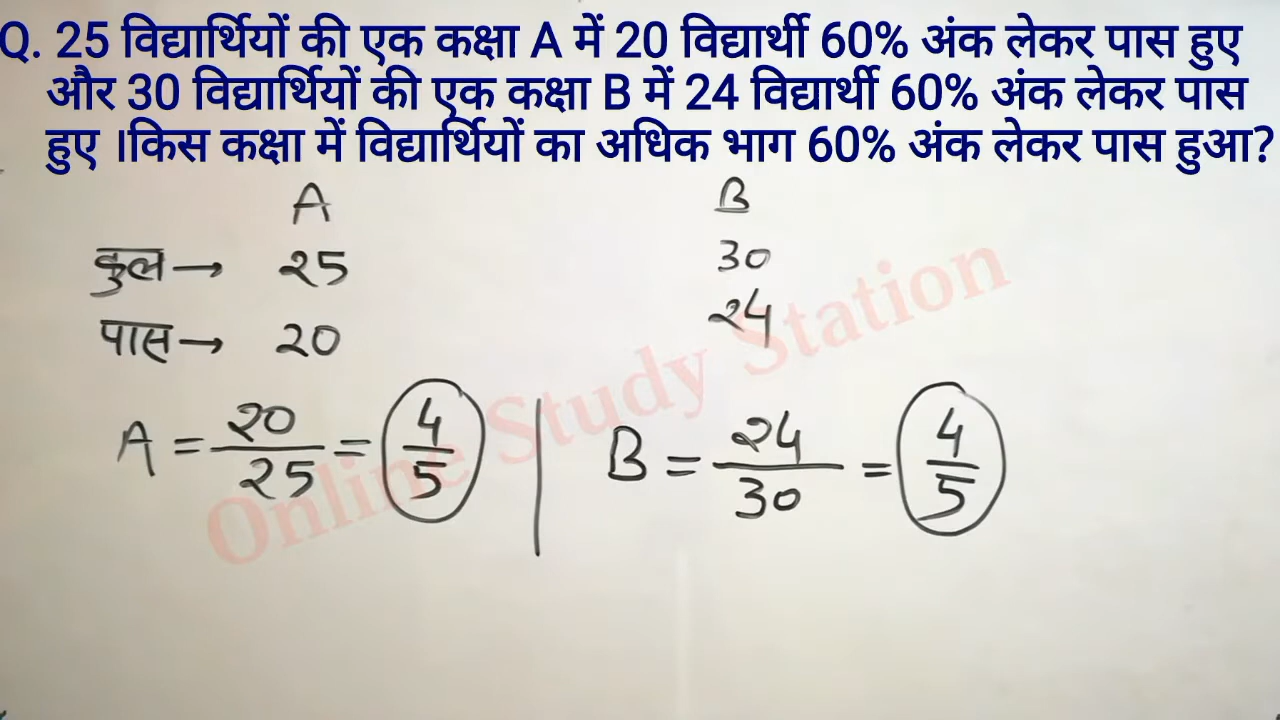 Q. 25 विद्यार्थियों की एक कक्षा A में 20 विद्यार्थी 60% अंक लेकर पास हुए
और 30 विद्यार्थियों की एक कक्षा B में 24 विद्यार्थी 60% अंक लेकर पास
हुए ।किस कक्षा में विद्यार्थियों का अधिक भाग 60% अंक लेकर पास हुआ?
A B
कुल → 25 30
पास → 20 24
A = 20/25 = 4/5 | B = 24/30 = 4/5
Online Study Station